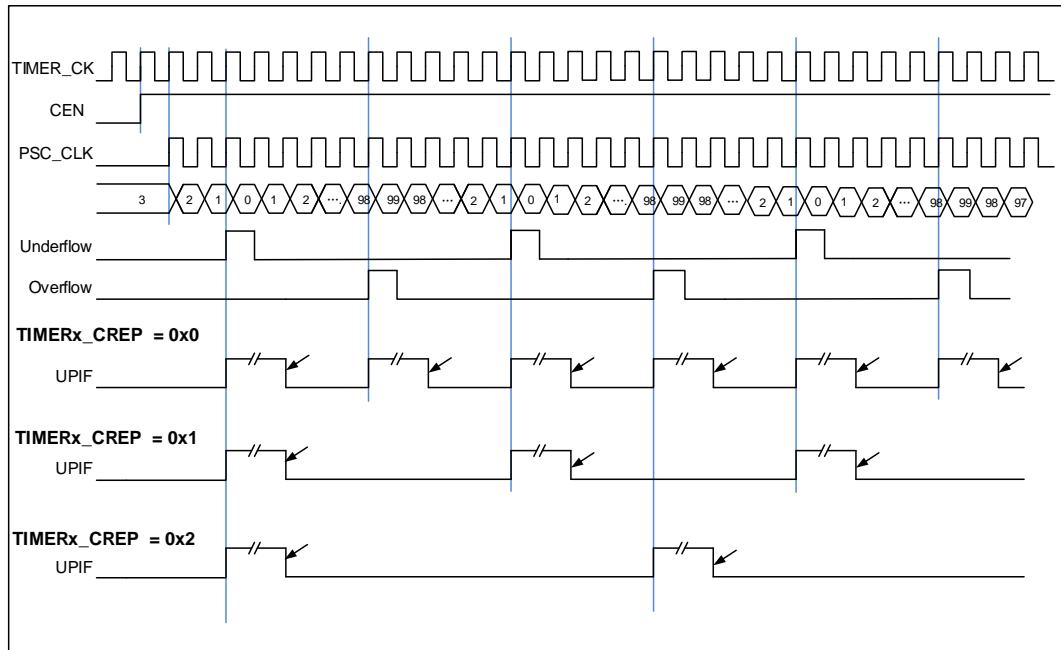 TIMER_CK
CEN
PSC_CLK
3 2 1 0 1 2 ... 98 99 98 ... 2 1 0 1 2 ... 98 99 98 ... 2 1 0 1 2 ... 98 99 98 97
Underflow
Overflow
TIMERx_CREP = 0x0
UPIF
TIMERx_CREP = 0x1
UPIF
TIMERx_CREP = 0x2
UPIF